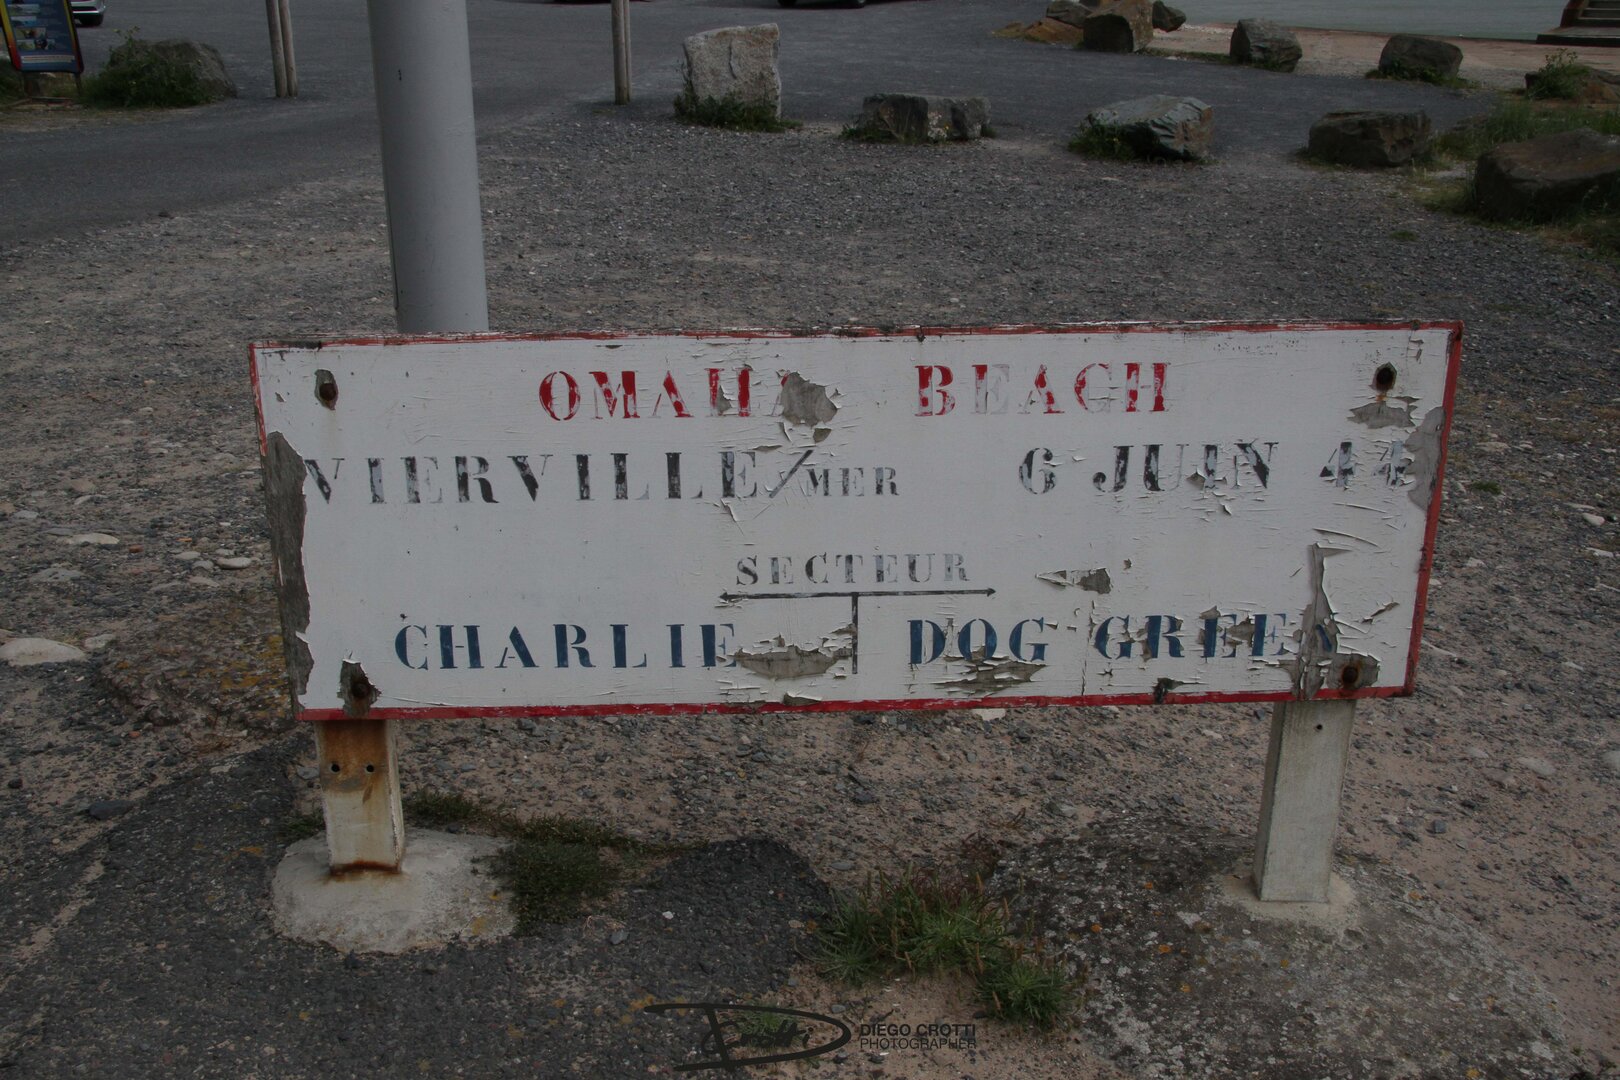 OMAHA BEACH
VIERVILLE/MER 6 JUIN 44
SECTEUR
CHARLIE DOG GREEN
DIEGO CROTTI
PHOTOGRAPHER